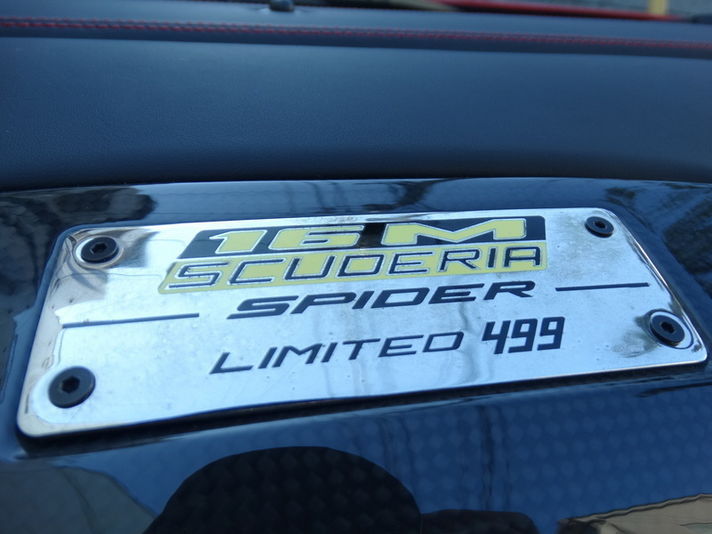 16M
SCUDERIA
SPIDER
LIMITED 499